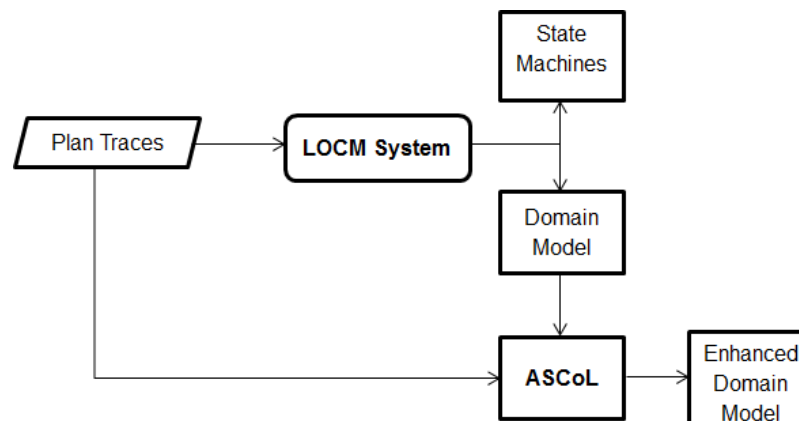 State
Machines
Plan Traces
LOCM System
Domain
Model
ASCoL
Enhanced
Domain
Model